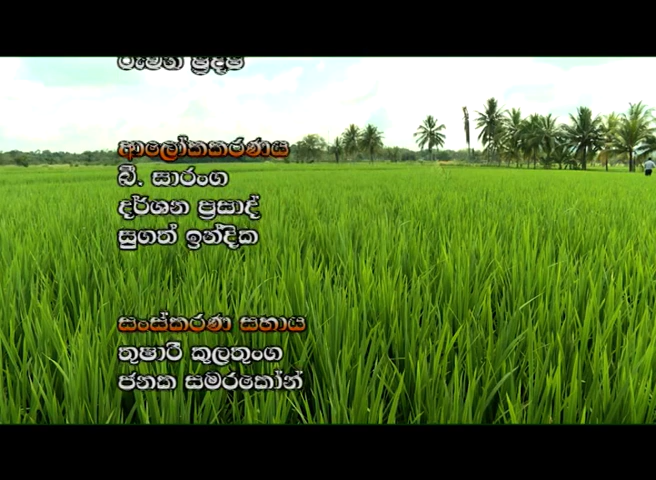 ආලෝකකරණය
බී. සාරංග
දර්ශන ප්‍රසාද්
සුගත් ඉන්දික
සංස්කරණ සහාය
තුෂාරී කුලතුංග
ජනක සමරකෝන්